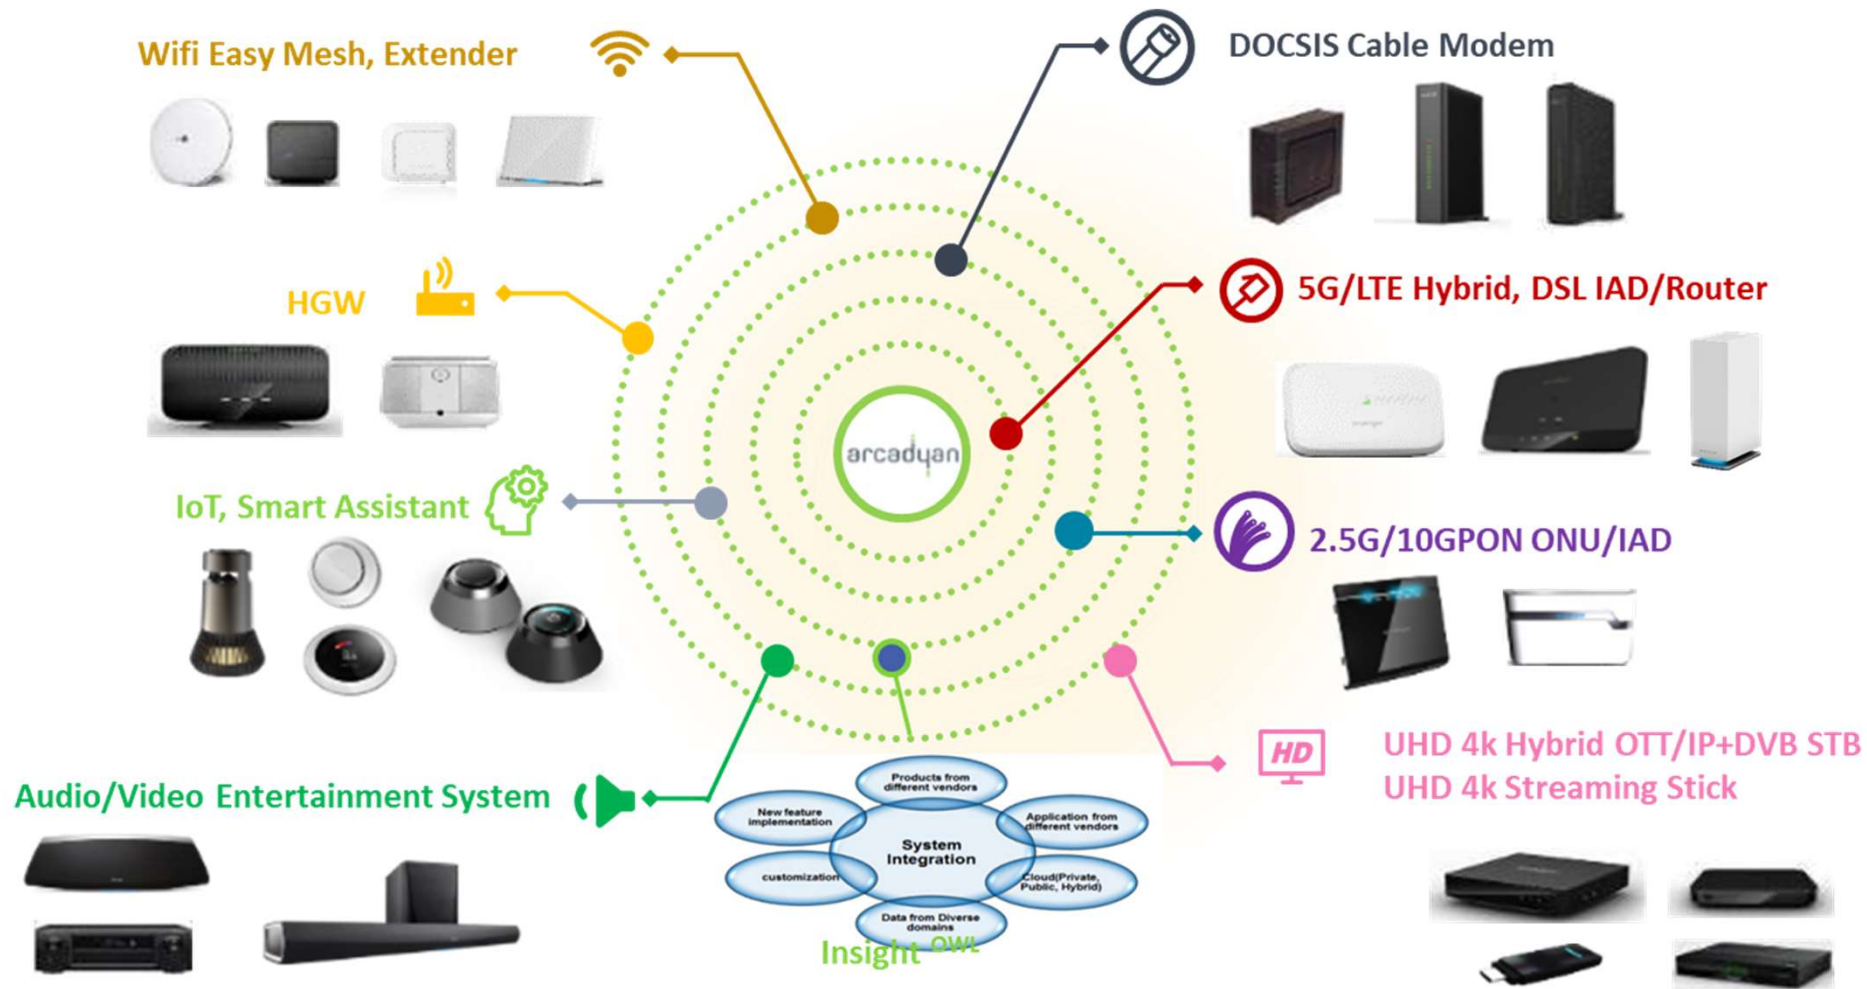 Wifi Easy Mesh, Extender
DOCSIS Cable Modem
HGW
5G/LTE Hybrid, DSL IAD/Router
arcadyan
IoT, Smart Assistant
2.5G/10GPON ONU/IAD
UHD 4k Hybrid OTT/IP+DVB STB
UHD 4k Streaming Stick
HD
Audio/Video Entertainment System
Products from
different vendors
New feature
implementation
Application from
different vendors
System
Integration
customization
Cloud(Private,
Public, Hybrid)
Data from Diverse
domains
Insight OWL